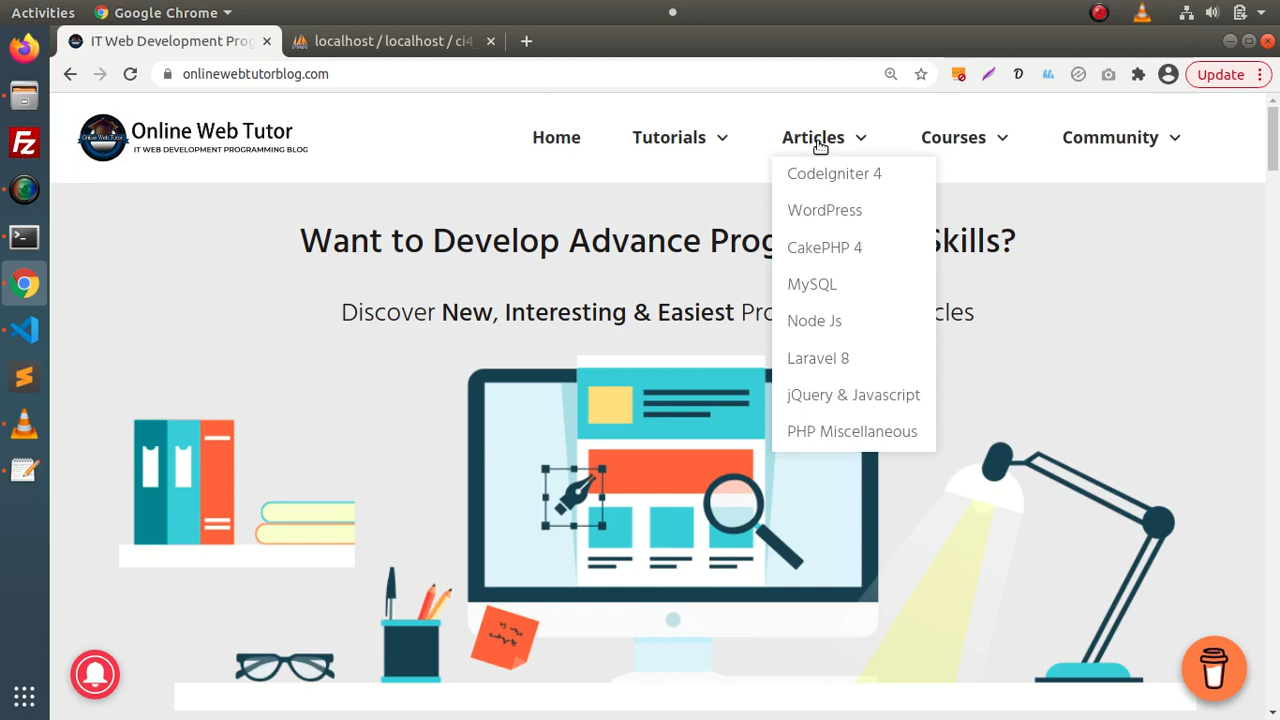 Activities
Google Chrome
IT Web Development Pro
localhost / localhost / ci4
onlinewebtutorblog.com
Update
Online Web Tutor
IT WEB DEVELOPMENT PROGRAMMING BLOG
Home
Tutorials
Articles
Courses
Community
CodeIgniter 4
WordPress
CakePHP 4
MySQL
Node Js
Laravel 8
jQuery & Javascript
PHP Miscellaneous
Want to Develop Advance Prog kills?
Discover New, Interesting & Easiest Pro cles